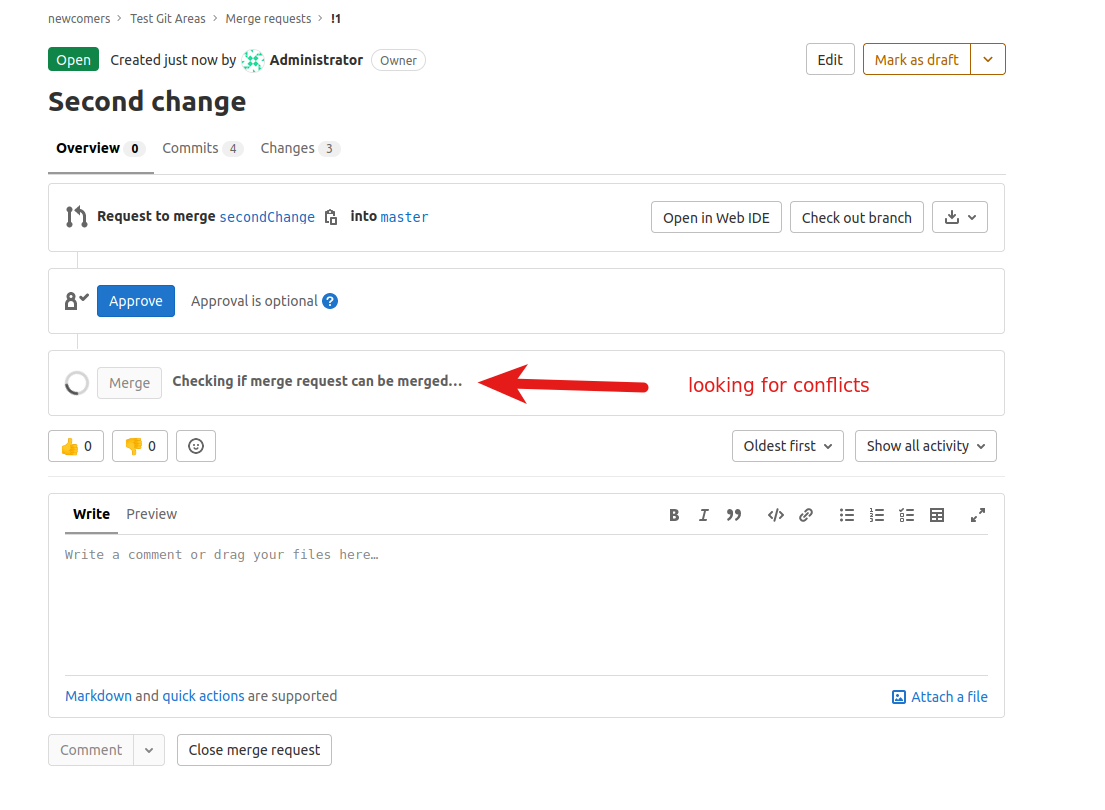 newcomers > Test Git Areas > Merge requests > !1
Open Created just now by Administrator Owner Edit Mark as draft
Second change
Overview 0 Commits 4 Changes 3
Request to merge secondChange into master Open in Web IDE Check out branch
Approve Approval is optional ?
Merge Checking if merge request can be merged... looking for conflicts
👍 0 👎 0 Oldest first Show all activity
Write Preview
Write a comment or drag your files here…
Markdown and quick actions are supported Attach a file
Comment Close merge request